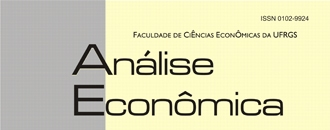 ISSN 0102-9924
FACULDADE DE CIÊNCIAS ECONÔMICAS DA UFRGS
Análise
Econômica